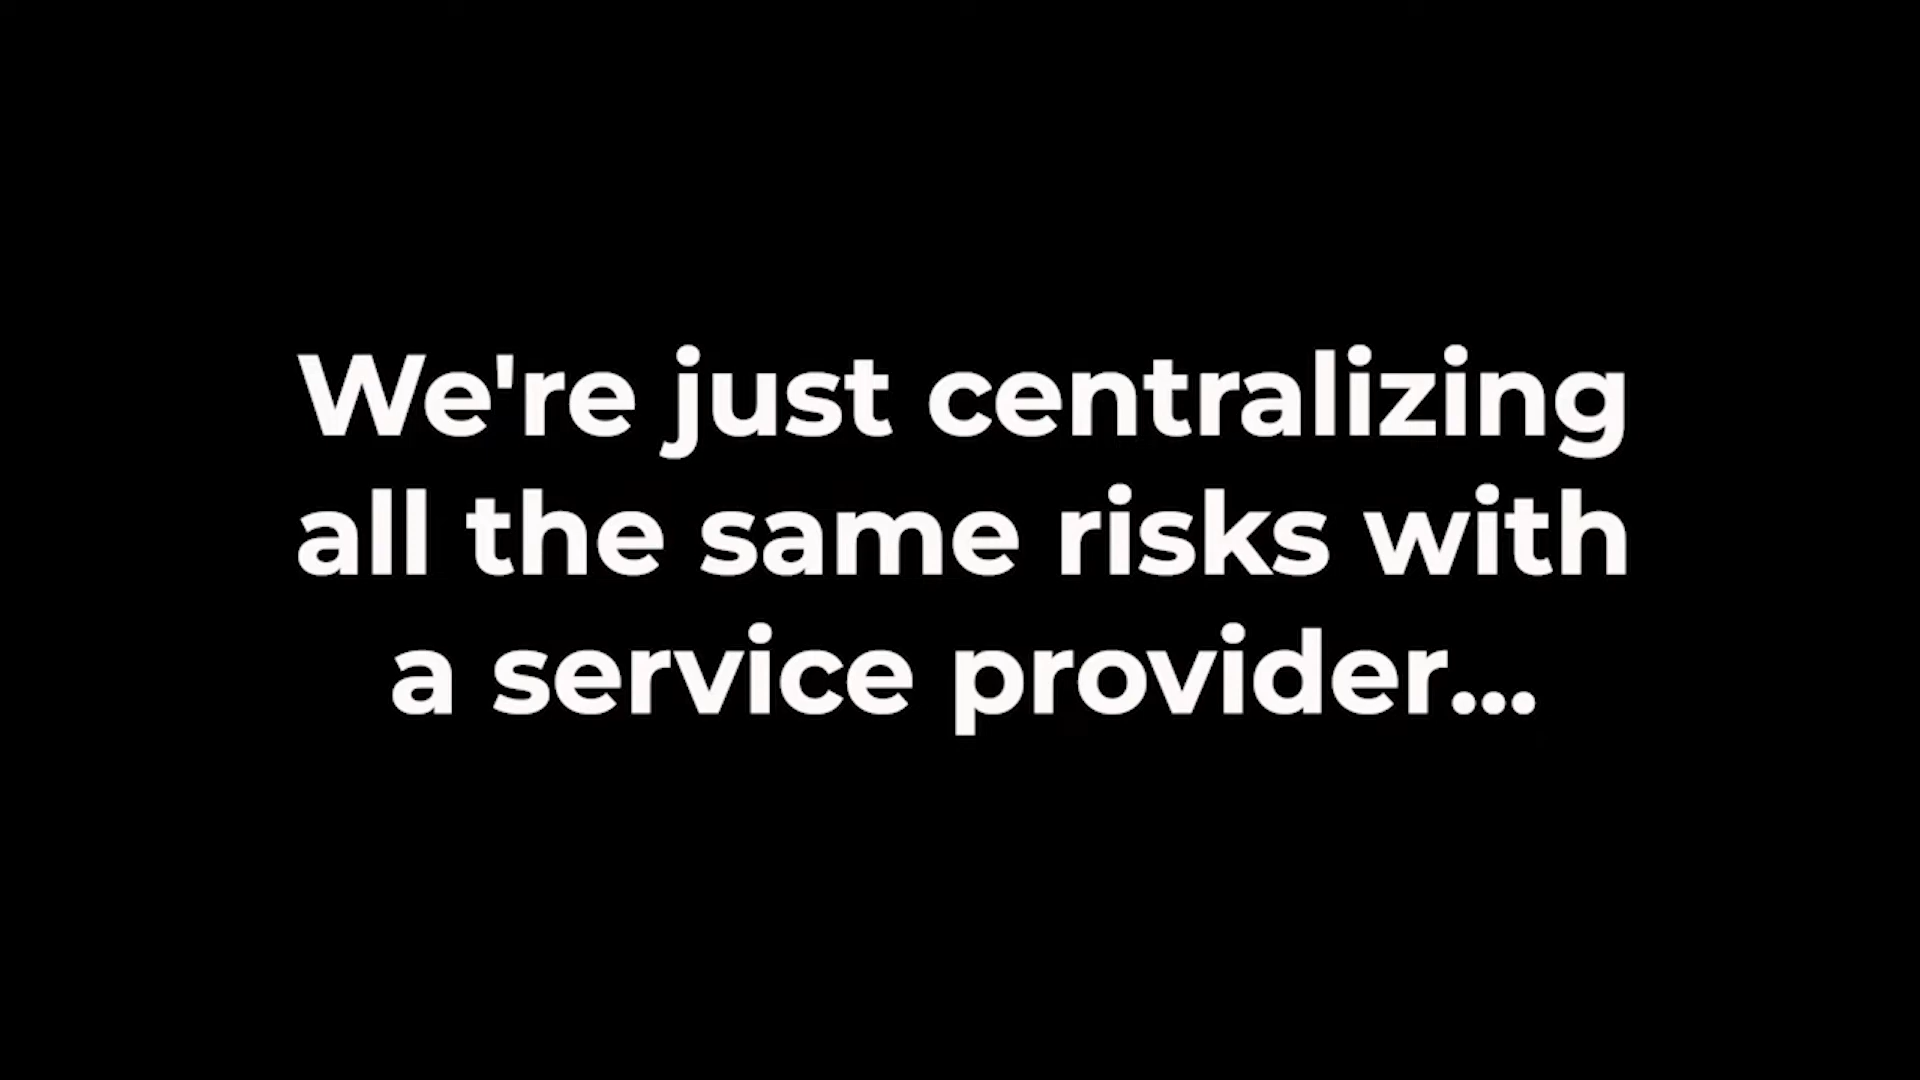 We're just centralizing
all the same risks with
a service provider...